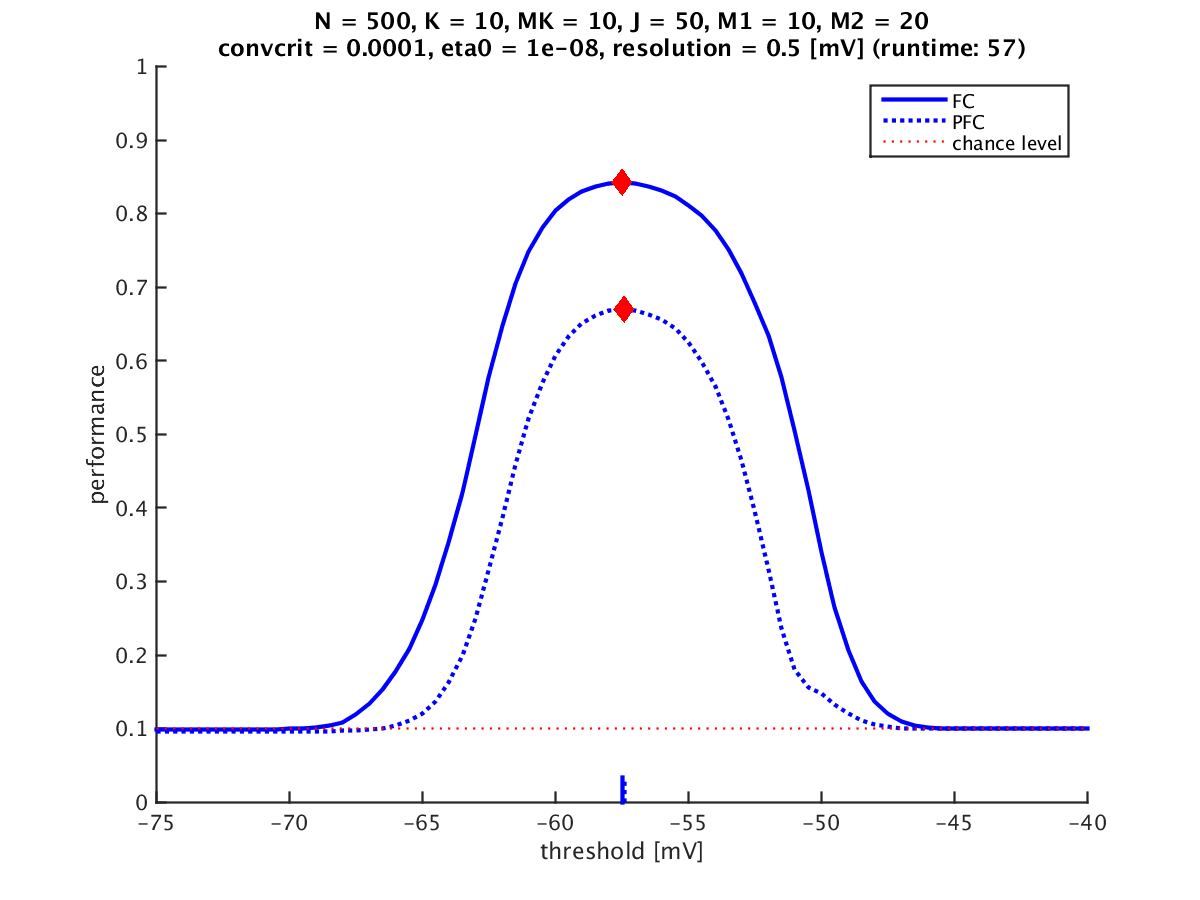 N = 500, K = 10, MK = 10, J = 50, M1 = 10, M2 = 20
convcrit = 0.0001, eta0 = 1e−08, resolution = 0.5 [mV] (runtime: 57)
FC
PFC
chance level
1
0.9
0.8
0.7
0.6
0.5
0.4
0.3
0.2
0.1
0
performance
−75
−70
−65
−60
−55
−50
−45
−40
threshold [mV]